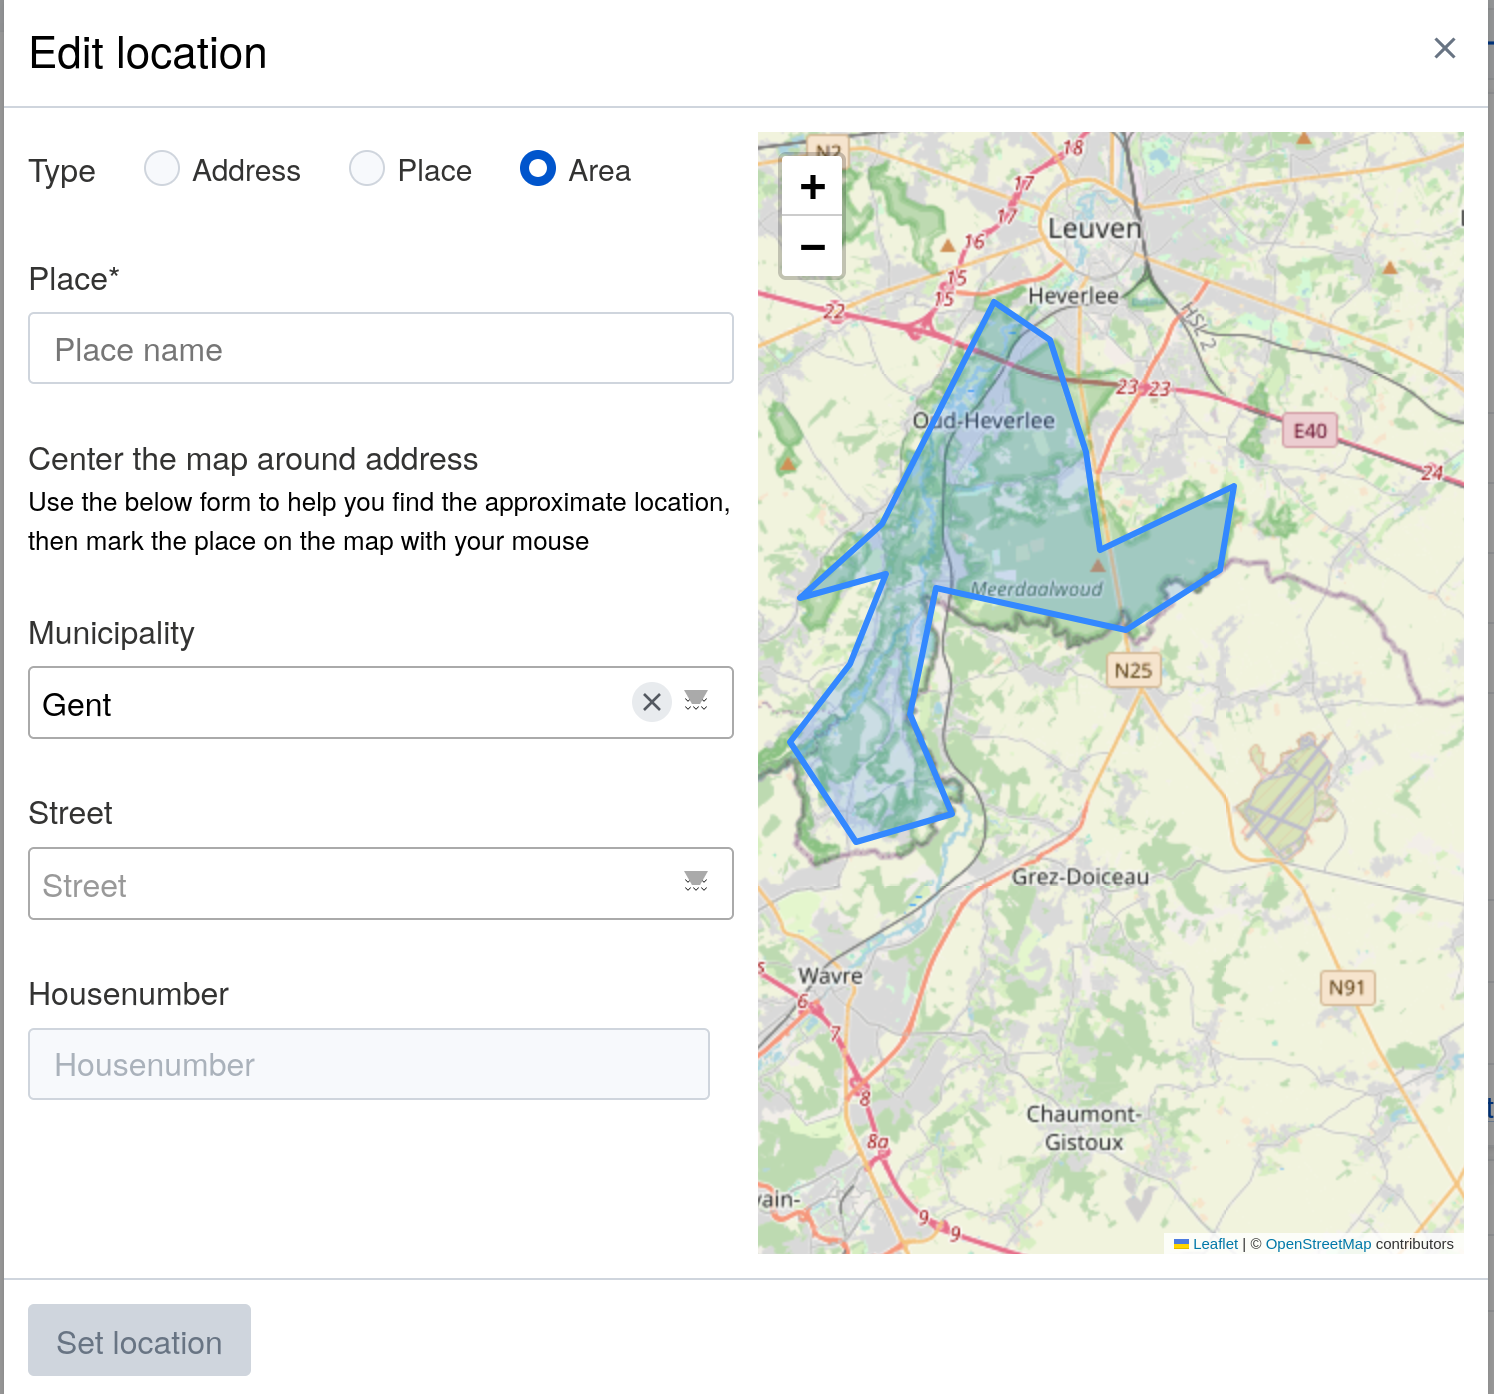 Edit location
Type Address Place Area
Place*
Place name
Center the map around address
Use the below form to help you find the approximate location,
then mark the place on the map with your mouse
Municipality
Gent
Street
Street
Housenumber
Housenumber
Set location
N2
+
−
18
17
17
Leuven
16
15
15
Heverlee
22
HSL 2
23 23
Oud-Heverlee
E40
24
Meerdaalwoud
N25
Grez-Doiceau
Wavre
6
N91
7
8
Chaumont-
Gistoux
8a
vain-
9
9
Leaflet | © OpenStreetMap contributors